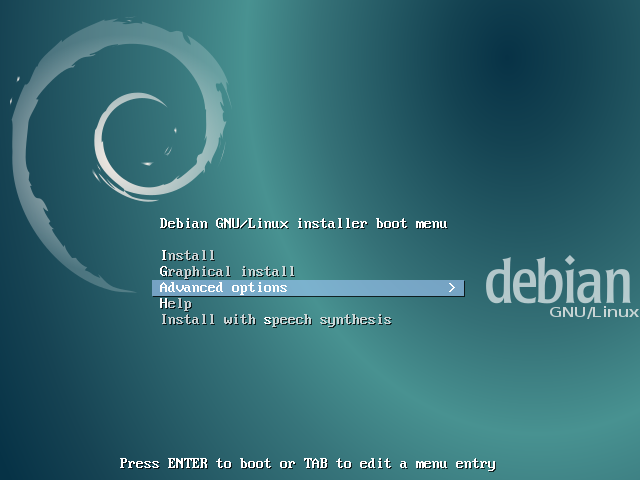 Debian GNU/Linux installer boot menu
Install
Graphical install
Advanced options >
Help
Install with speech synthesis
debian
GNU/Linux
Press ENTER to boot or TAB to edit a menu entry